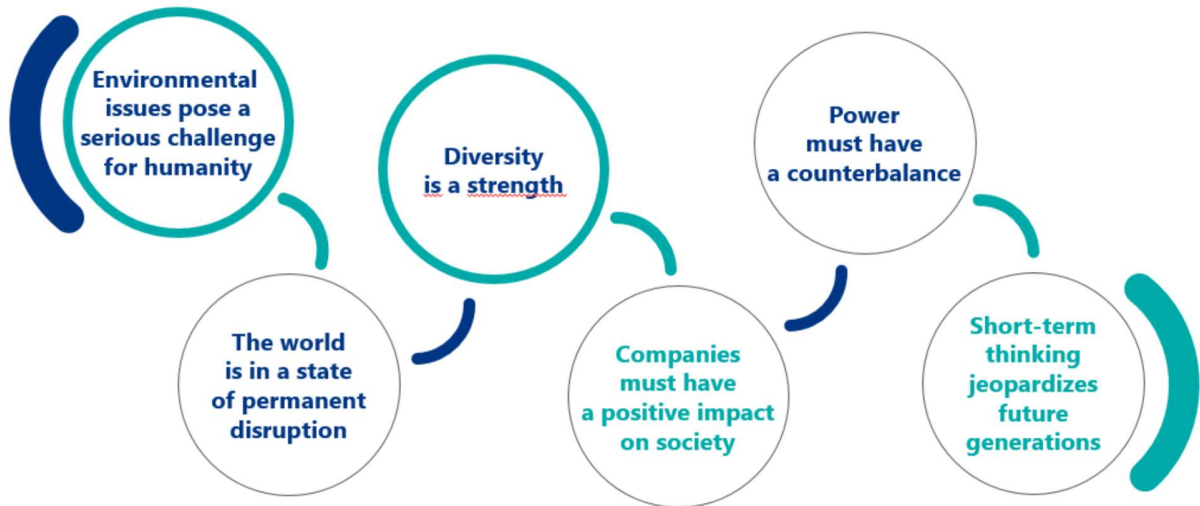 Environmental
issues pose a
serious challenge
for humanity
The world
is in a state
of permanent
disruption
Diversity
is a strength
Companies
must have
a positive impact
on society
Power
must have
a counterbalance
Short-term
thinking
jeopardizes
future
generations